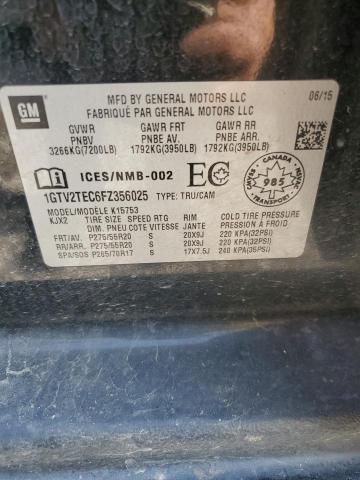 GM
MFD BY GENERAL MOTORS LLC
FABRIQUÉ PAR GENERAL MOTORS LLC
06/15
GVWR GAWR FRT GAWR RR
PNBV PNBE AV. PNBE ARR.
3266KG(7200LB) 1792KG(3950LB) 1792KG(3950LB)
ICES/NMB-002 EC
CANADA
985
TRANSPORT
1GTV2TEC6FZ356025 TYPE: TRU/CAM
MODEL/MODÈLE K15753
KJX2 TIRE SIZE SPEED RTG RIM COLD TIRE PRESSURE
DIM. PNEU COTE VITESSE JANTE PRESSION À FROID
FRT/AV. P275/55R20 S 20X9J 220 KPA(32PSI)
RR/ARR. P275/55R20 S 20X9J 220 KPA(32PSI)
SPA/SOS P265/70R17 S 17X7.5J 240 KPA(35PSI)